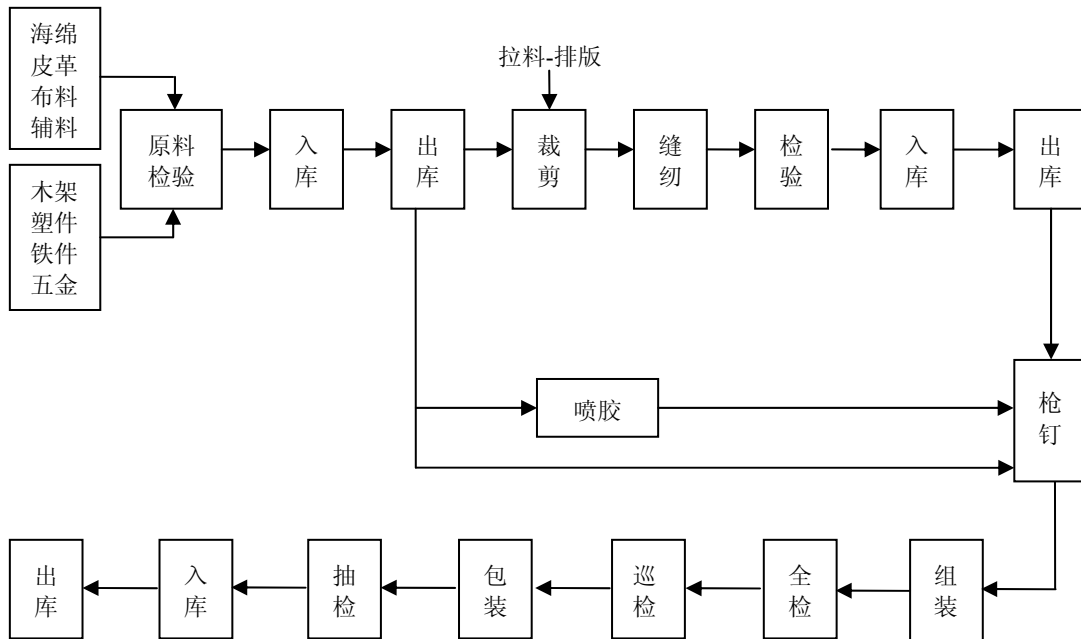 海绵
皮革
布料
辅料
木架
塑件
铁件
五金
原料
检验
入
库
出
库
拉料-排版
裁
剪
缝
纫
检
验
入
库
出
库
喷胶
枪
钉
出
库
入
库
抽
检
包
装
巡
检
全
检
组
装